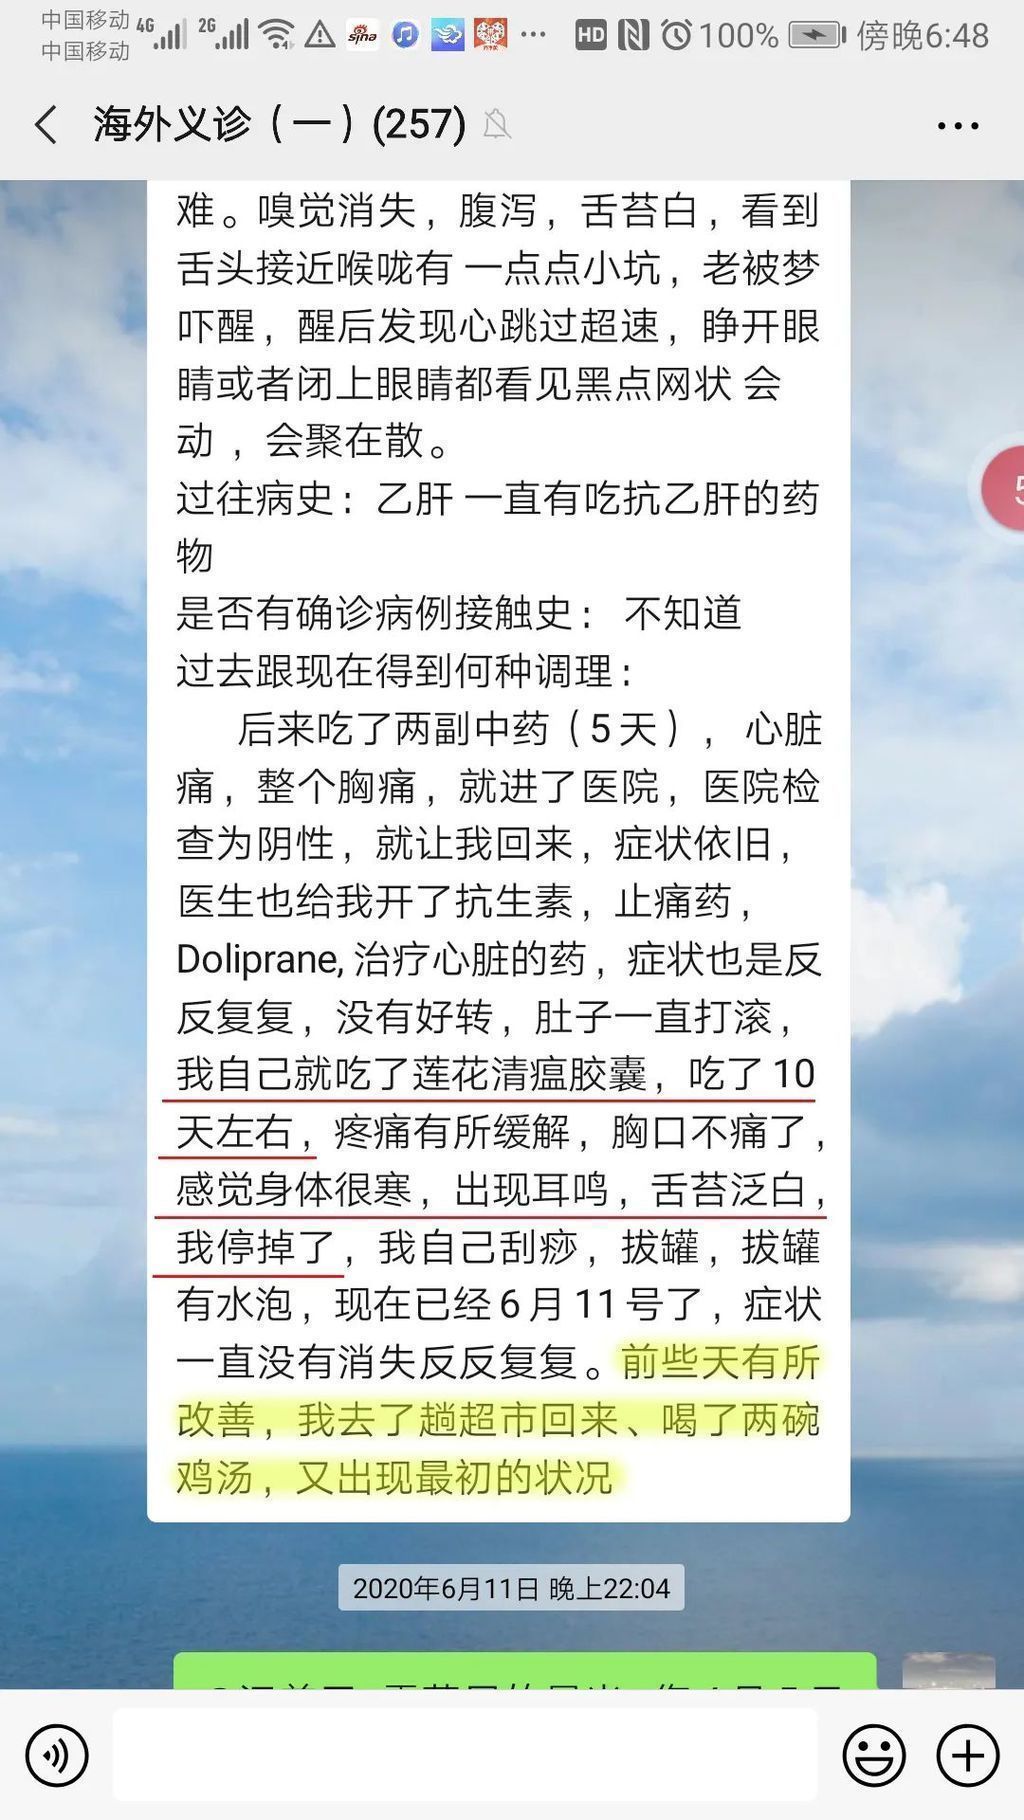 中国移动 4G 2G sina ... HD 100% 傍晚6:48
中国移动
海外义诊（一）(257)
难。嗅觉消失，腹泻，舌苔白，看到
舌头接近喉咙有 一点点小坑，老被梦
吓醒，醒后发现心跳过超速，睁开眼
睛或者闭上眼睛都看见黑点网状 会
动 ，会聚在散。
过往病史：乙肝 一直有吃抗乙肝的药
物
是否有确诊病例接触史： 不知道
过去跟现在得到何种调理：
后来吃了两副中药（5 天）， 心脏
痛，整个胸痛，就进了医院，医院检
查为阴性，就让我回来，症状依旧，
医生也给我开了抗生素，止痛药，
Doliprane, 治疗心脏的药，症状也是反
反复复，没有好转，肚子一直打滚，
我自己就吃了莲花清瘟胶囊，吃了 10
天左右，疼痛有所缓解，胸口不痛了，
感觉身体很寒，出现耳鸣，舌苔泛白，
我停掉了，我自己刮痧，拔罐，拔罐
有水泡，现在已经 6 月 11 号了，症状
一直没有消失反反复复。前些天有所
改善，我去了趟超市回来、喝了两碗
鸡汤，又出现最初的状况
5
2020年6月11日 晚上22:04